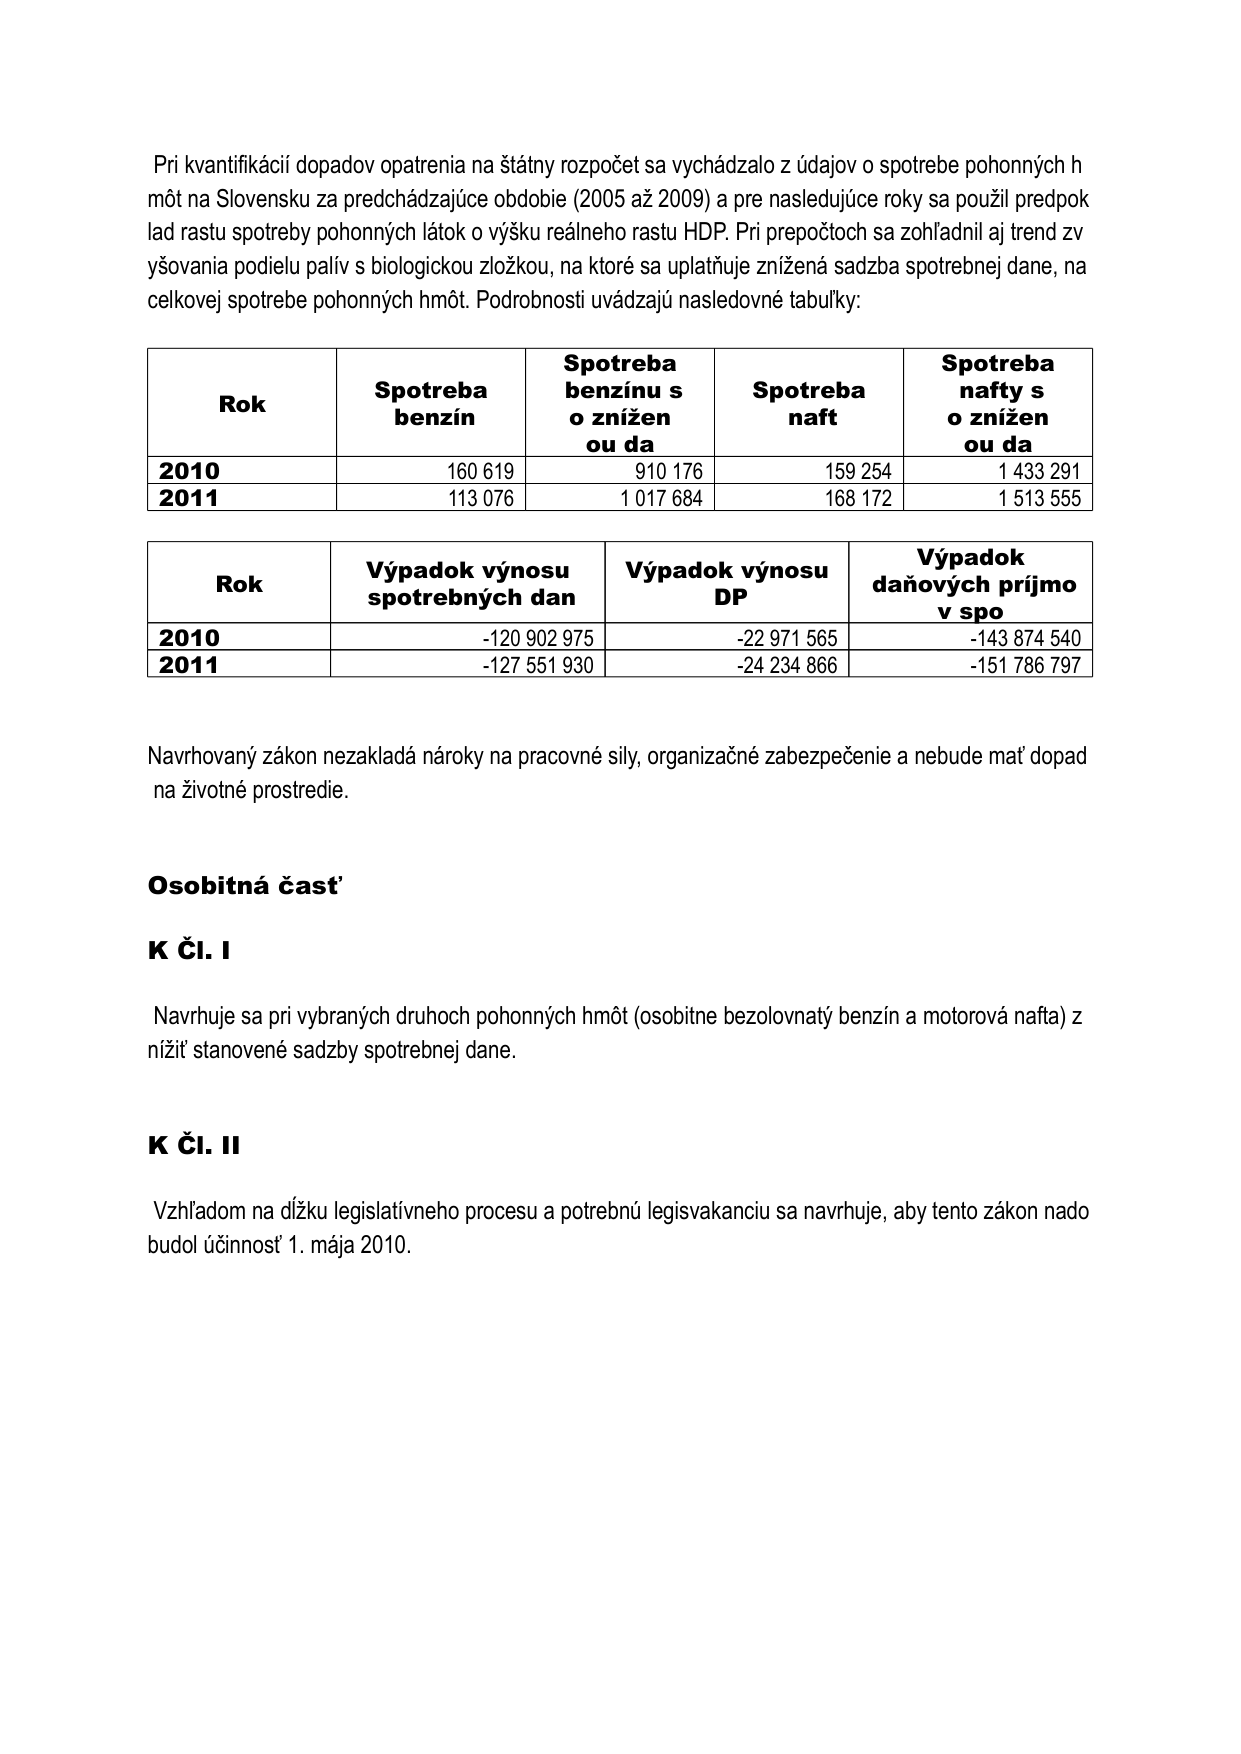 Pri kvantifikácií dopadov opatrenia na štátny rozpočet sa vychádzalo z údajov o spotrebe pohonných h
môt na Slovensku za predchádzajúce obdobie (2005 až 2009) a pre nasledujúce roky sa použil predpok
lad rastu spotreby pohonných látok o výšku reálneho rastu HDP. Pri prepočtoch sa zohľadnil aj trend zv
yšovania podielu palív s biologickou zložkou, na ktoré sa uplatňuje znížená sadzba spotrebnej dane, na
celkovej spotrebe pohonných hmôt. Podrobnosti uvádzajú nasledovné tabuľky:
Rok
Spotreba
benzín
Spotreba
benzínu s
o znížen
ou da
Spotreba
naft
Spotreba
nafty s
o znížen
ou da
2010 160 619 910 176 159 254 1 433 291
2011 113 076 1 017 684 168 172 1 513 555
Rok
Výpadok výnosu
spotrebných dan
Výpadok výnosu
DP
Výpadok
daňových príjmo
v spo
2010 -120 902 975 -22 971 565 -143 874 540
2011 -127 551 930 -24 234 866 -151 786 797
Navrhovaný zákon nezakladá nároky na pracovné sily, organizačné zabezpečenie a nebude mať dopad
na životné prostredie.
Osobitná časť
K Čl. I
Navrhuje sa pri vybraných druhoch pohonných hmôt (osobitne bezolovnatý benzín a motorová nafta) z
nížiť stanovené sadzby spotrebnej dane.
K Čl. II
Vzhľadom na dĺžku legislatívneho procesu a potrebnú legisvakanciu sa navrhuje, aby tento zákon nado
budol účinnosť 1. mája 2010.